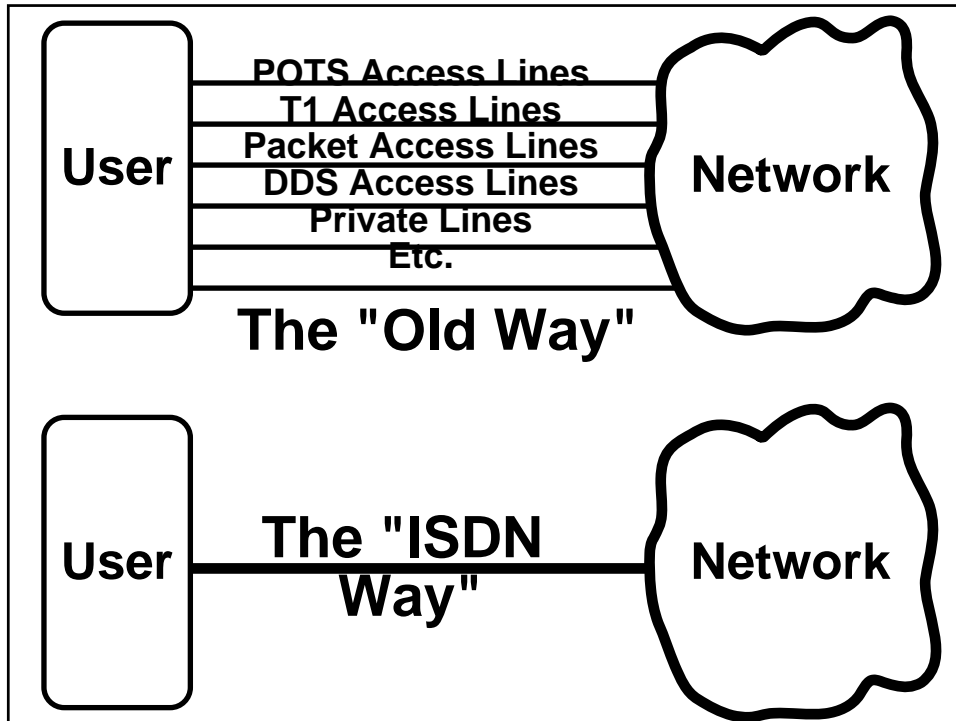 POTS Access Lines
T1 Access Lines
Packet Access Lines
DDS Access Lines
Private Lines
Etc.
User
Network
The "Old Way"
The "ISDN
Way"
User
Network